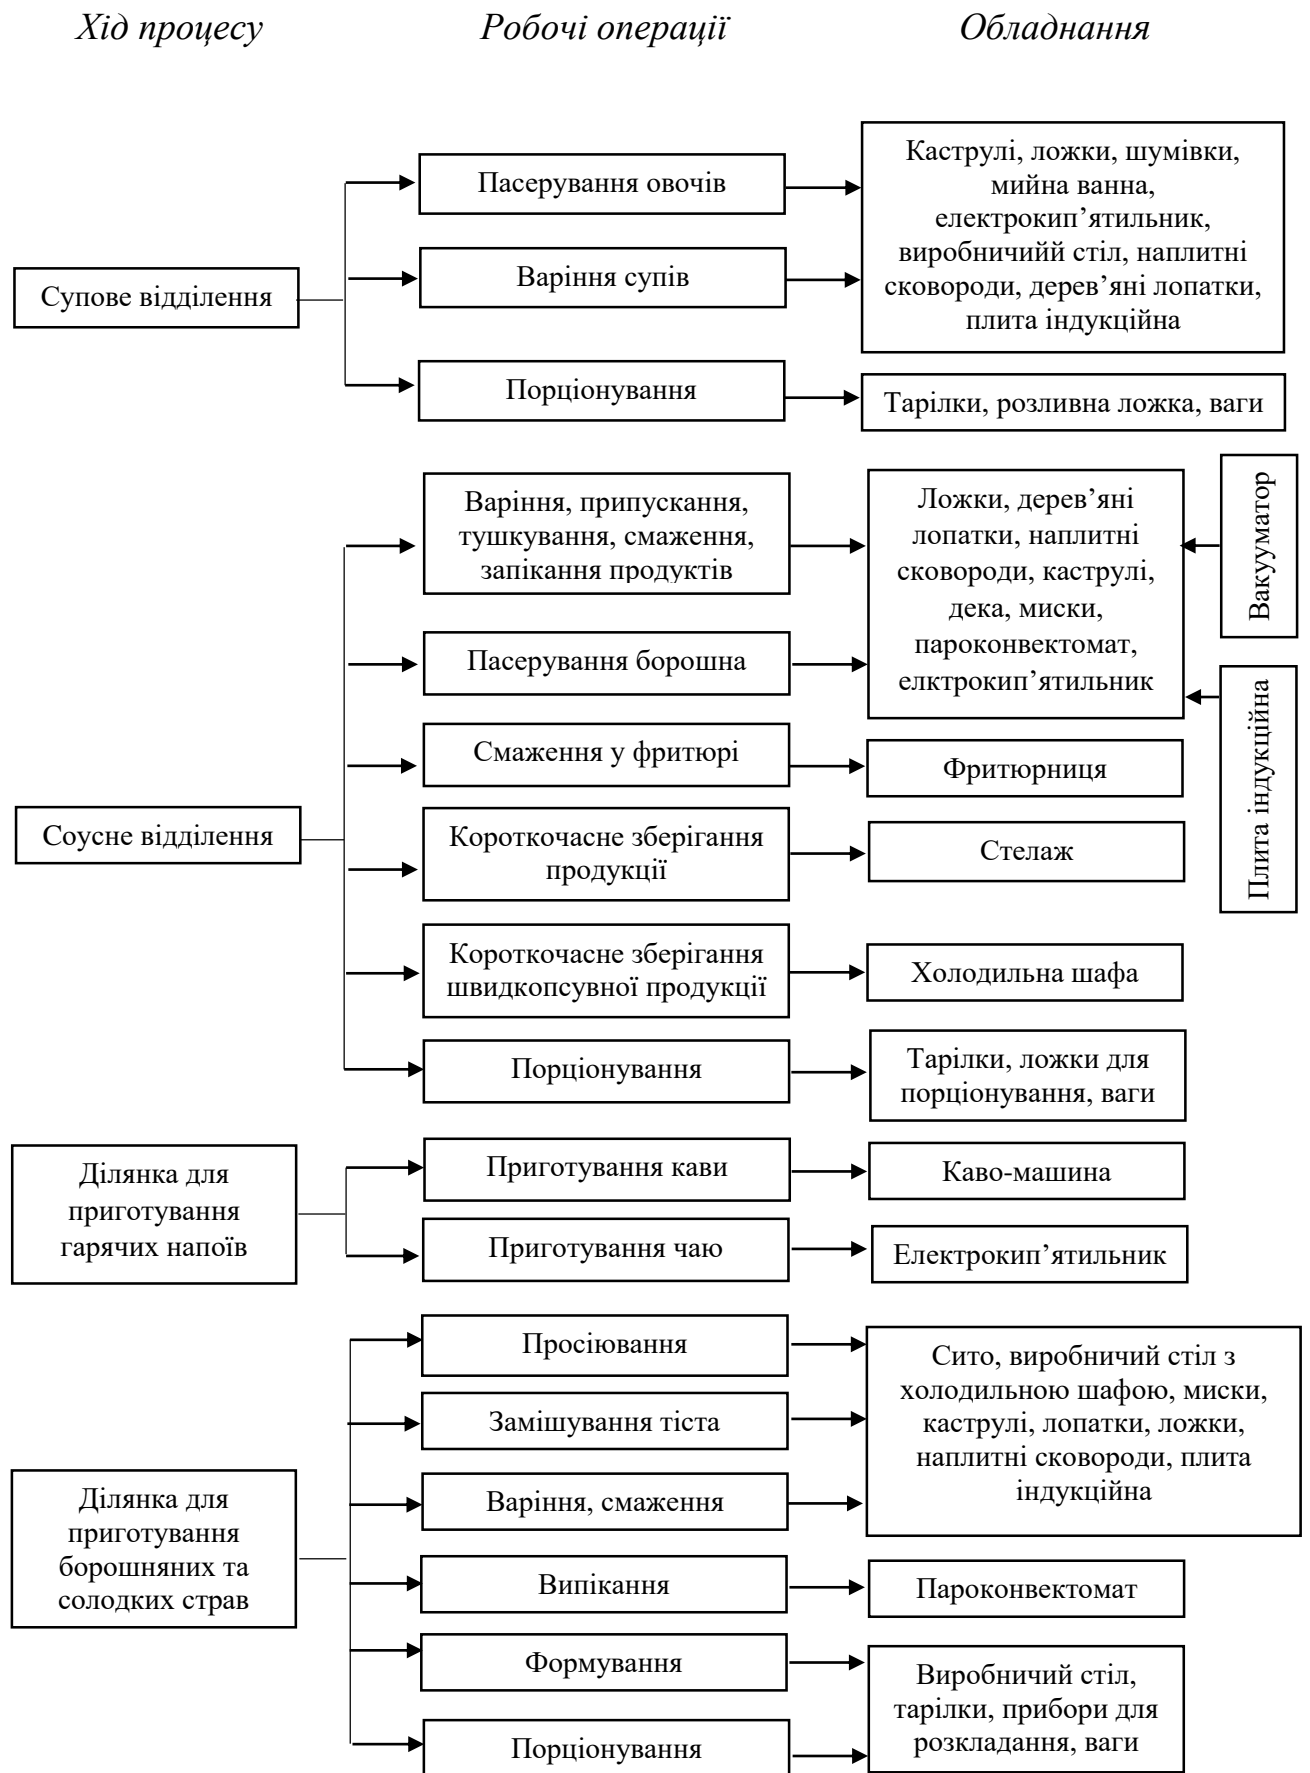 Хід процесу
Робочі операції
Обладнання
Супове відділення
Пасерування овочів
Варіння супів
Порціонування
Каструлі, ложки, шумівки,
мийна ванна,
електрокип’ятильник,
виробничийй стіл, наплитні
сковороди, дерев’яні лопатки,
плита індукційна
Тарілки, розливна ложка, ваги
Соусне відділення
Варіння, припускання,
тушкування, смаження,
запікання продуктів
Пасерування борошна
Ложки, дерев’яні
лопатки, наплитні
сковороди, каструлі,
дека, миски,
пароконвектомат,
елктрокип’ятильник
Вакууматор
Плита індукційна
Смаження у фритюрі
Фритюрниця
Короткочасне зберігання
продукції
Стелаж
Короткочасне зберігання
швидкопсувної продукції
Холодильна шафа
Порціонування
Тарілки, ложки для
порціонування, ваги
Ділянка для
приготування
гарячих напоїв
Приготування кави
Каво-машина
Приготування чаю
Електрокип’ятильник
Ділянка для
приготування
борошняних та
солодких страв
Просіювання
Замішування тіста
Варіння, смаження
Сито, виробничий стіл з
холодильною шафою, миски,
каструлі, лопатки, ложки,
наплитні сковороди, плита
індукційна
Випікання
Пароконвектомат
Формування
Порціонування
Виробничий стіл,
тарілки, прибори для
розкладання, ваги